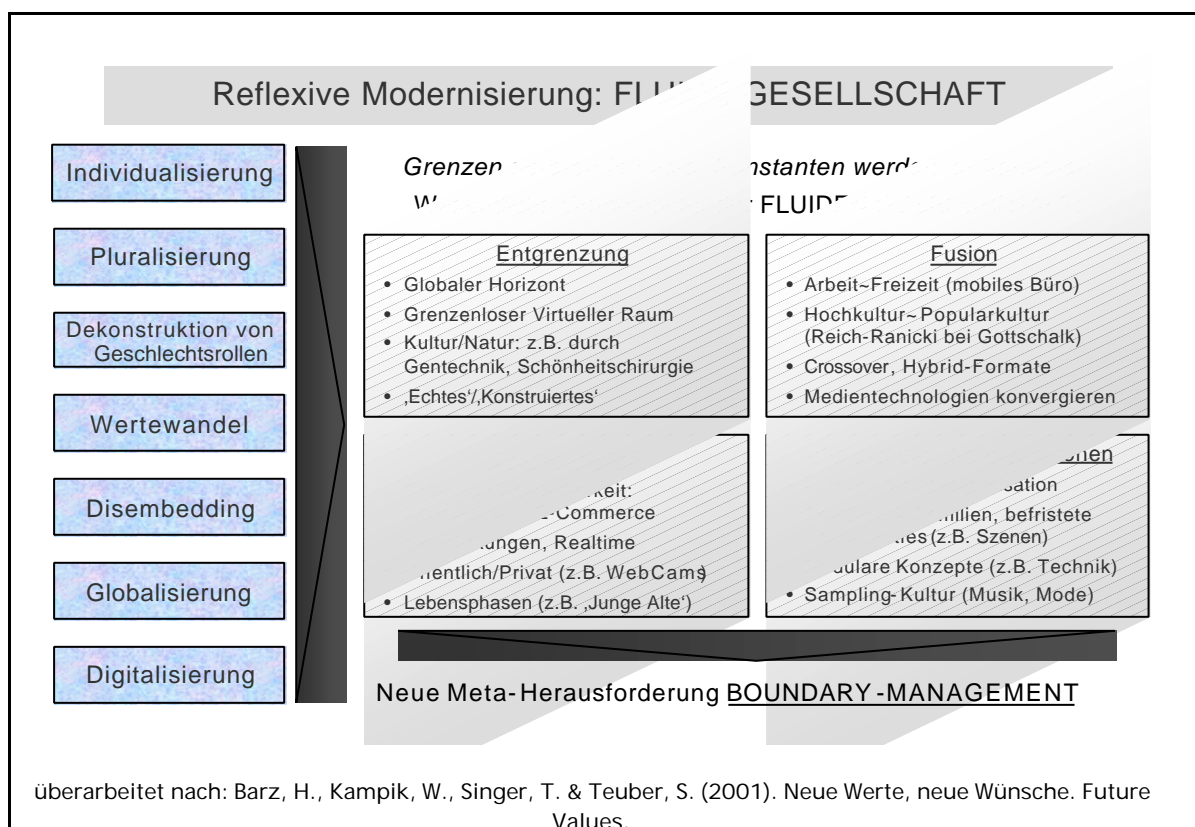 Reflexive Modernisierung: GESELLSCHAFT
Individualisierung
Pluralisierung
Dekonstruktion von
Geschlechtsrollen
Wertewandel
Disembedding
Globalisierung
Digitalisierung
Grenzen
FLUIDE
Entgrenzung
• Globaler Horizont
• Grenzenloser Virtueller Raum
• Kultur/Natur: z.B. durch
Gentechnik, Schönheitschirurgie
• ‚Echtes‘/‚Konstruiertes‘
Fusion
• Arbeit~Freizeit (mobiles Büro)
• Hochkultur~Popularkultur
(Reich-Ranicki bei Gottschalk)
• Crossover, Hybrid-Formate
• Medientechnologien konvergieren
Commerce
Realtime
(z.B. WebCams)
• Lebensphasen (z.B. ‚Junge Alte‘)
befristete
(z.B. Szenen)
Konzepte (z.B. Technik)
• Sampling-Kultur (Musik, Mode)
Neue Meta-Herausforderung BOUNDARY-MANAGEMENT
überarbeitet nach: Barz, H., Kampik, W., Singer, T. & Teuber, S. (2001). Neue Werte, neue Wünsche. Future
Values.